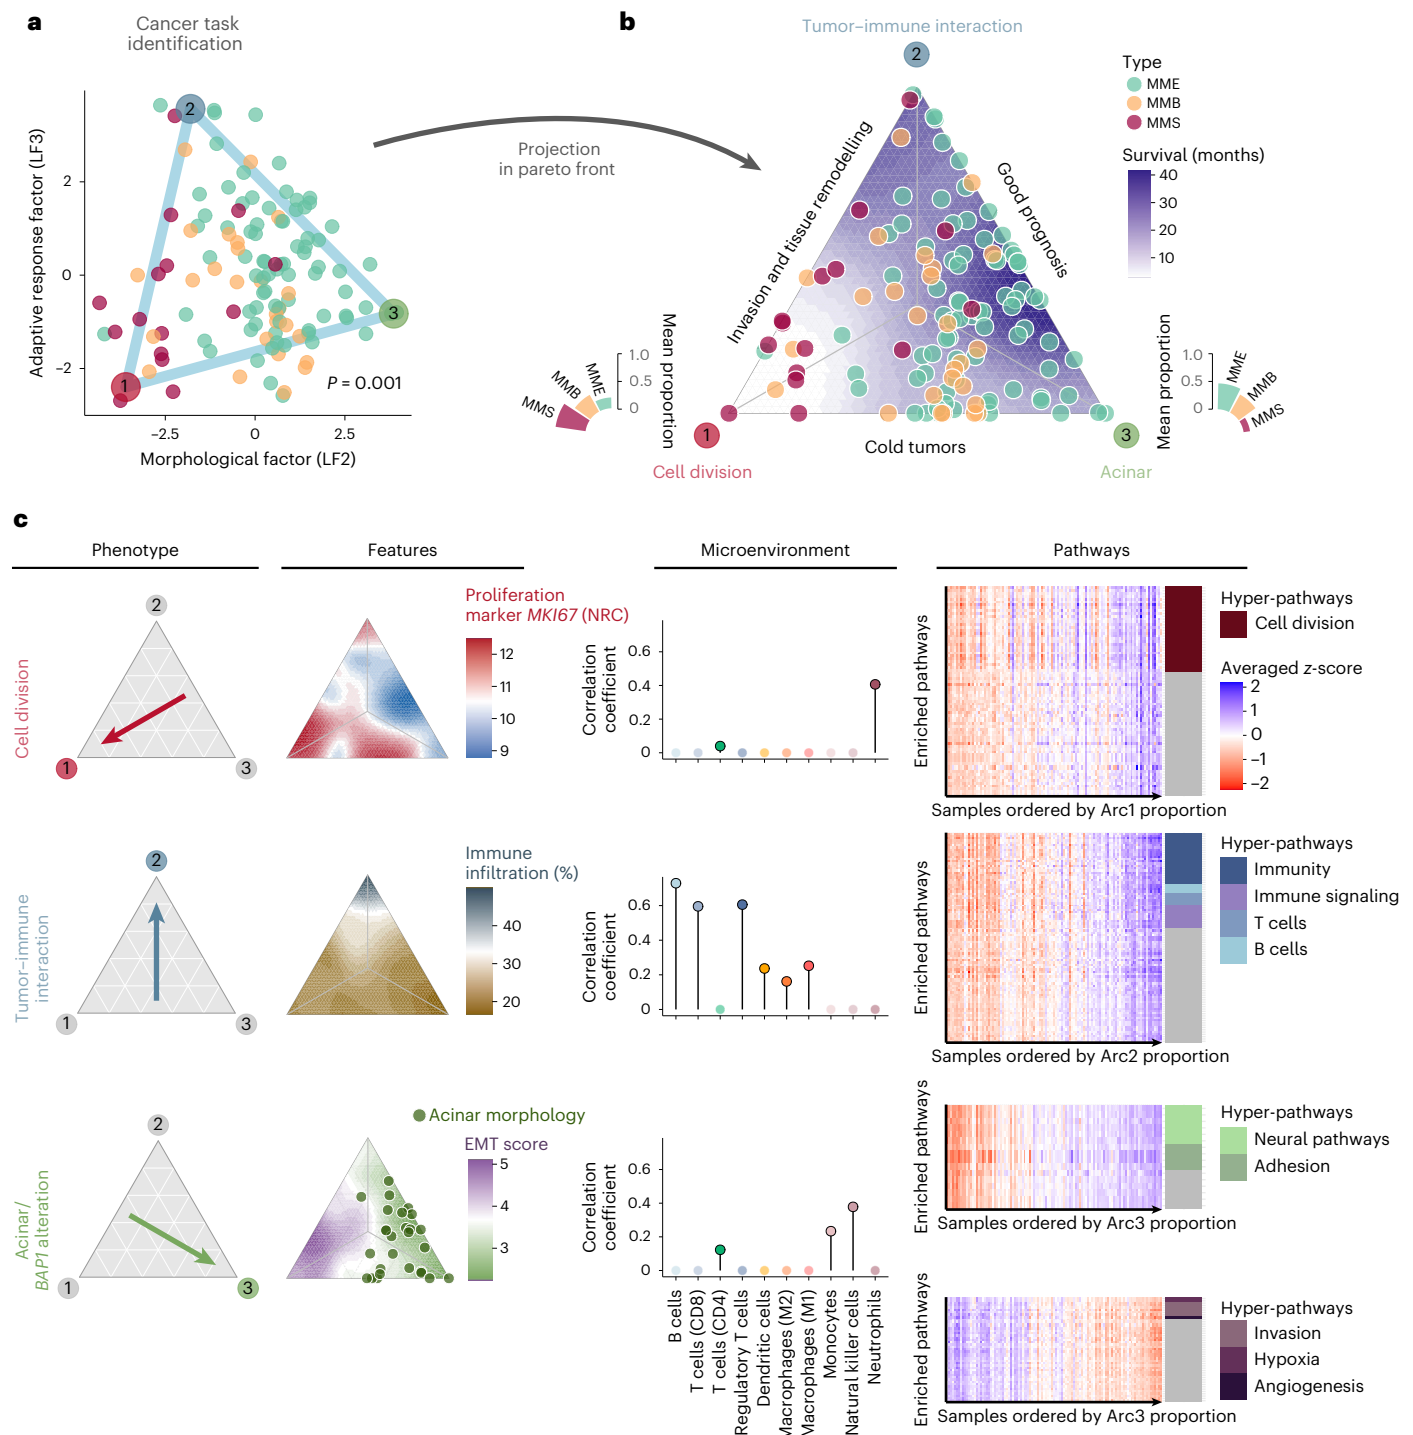 a
Cancer task
identification
Adaptive response factor (LF3)
2
0
−2
−2.5
0
2.5
Morphological factor (LF2)
1
2
3
P = 0.001
Projection
in pareto front
b
Tumor–immune interaction
2
Invasion and tissue remodelling
Good prognosis
Cold tumors
1
Cell division
3
Acinar
Type
MME
MMB
MMS
Survival (months)
40
30
20
10
Mean proportion
1.0
0.5
0
MMS
MMB
MME
Mean proportion
1.0
0.5
0
MME
MMB
MMS
c
Phenotype
Features
Microenvironment
Pathways
Cell division
2
1
3
Proliferation
marker MKI67 (NRC)
12
11
10
9
Correlation
coefficient
0.6
0.4
0.2
0
Enriched pathways
Samples ordered by Arc1 proportion
Hyper-pathways
Cell division
Averaged z-score
2
1
0
−1
−2
Tumor–immune
interaction
2
1
3
Immune
infiltration (%)
40
30
20
Correlation
coefficient
0.6
0.4
0.2
0
Enriched pathways
Samples ordered by Arc2 proportion
Hyper-pathways
Immunity
Immune signaling
T cells
B cells
Acinar/
BAP1 alteration
2
1
3
Acinar morphology
EMT score
5
4
3
Correlation
coefficient
0.6
0.4
0.2
0
B cells
T cells (CD8)
T cells (CD4)
Regulatory T cells
Dendritic cells
Macrophages (M2)
Macrophages (M1)
Monocytes
Natural killer cells
Neutrophils
Enriched pathways
Samples ordered by Arc3 proportion
Hyper-pathways
Neural pathways
Adhesion
Enriched pathways
Samples ordered by Arc3 proportion
Hyper-pathways
Invasion
Hypoxia
Angiogenesis